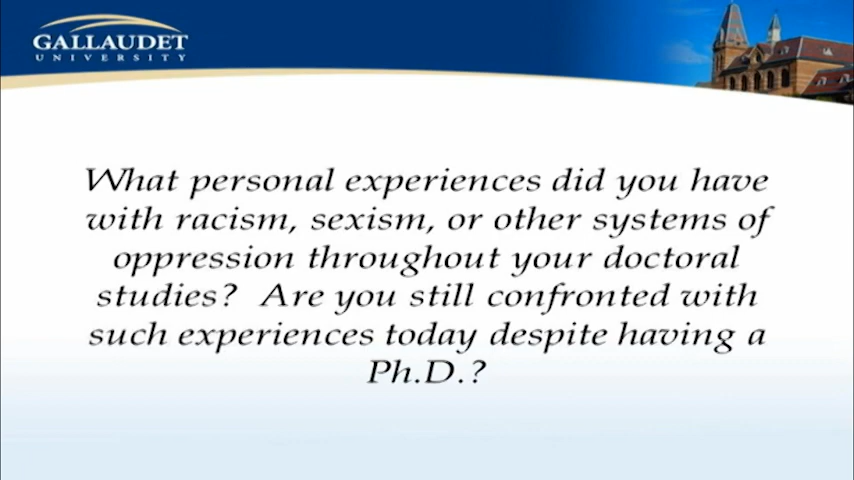 GALLAUDET
UNIVERSITY
What personal experiences did you have
with racism, sexism, or other systems of
oppression throughout your doctoral
studies?  Are you still confronted with
such experiences today despite having a
Ph.D.?